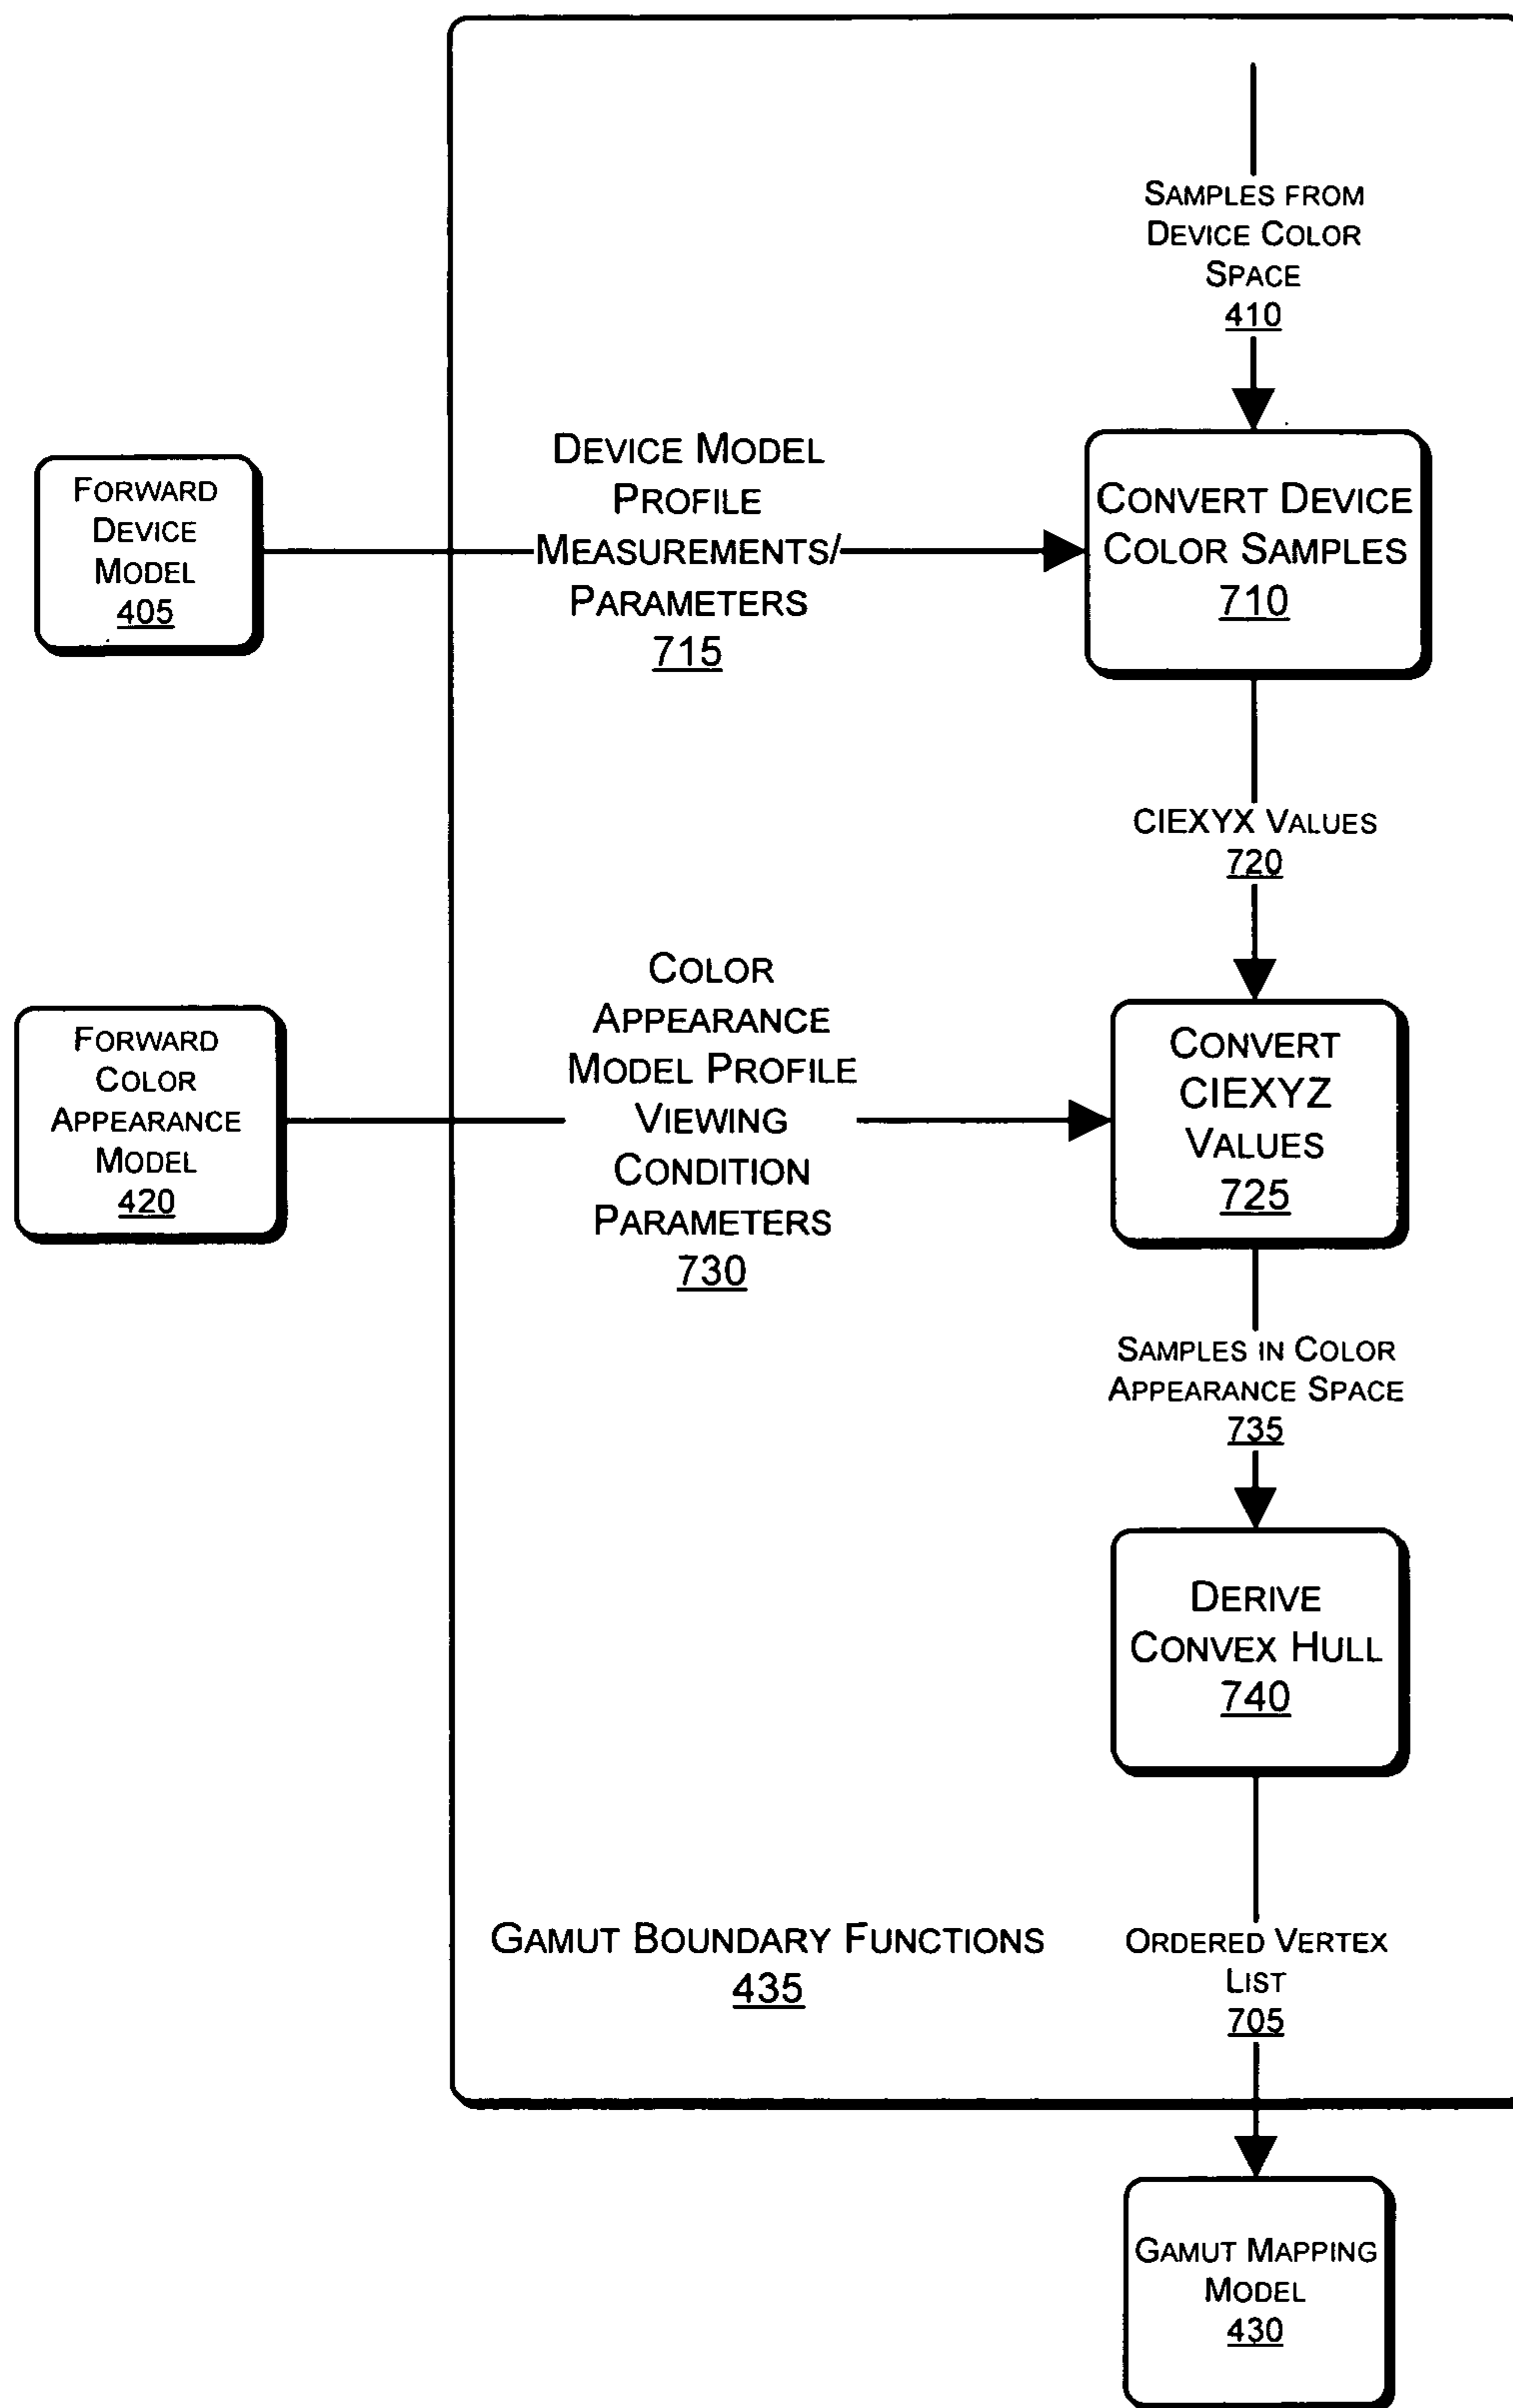 SAMPLES FROM
DEVICE COLOR
SPACE
410
FORWARD
DEVICE
MODEL
405
DEVICE MODEL
PROFILE
MEASUREMENTS/
PARAMETERS
715
CONVERT DEVICE
COLOR SAMPLES
710
CIEXYX VALUES
720
FORWARD
COLOR
APPEARANCE
MODEL
420
COLOR
APPEARANCE
MODEL PROFILE
VIEWING
CONDITION
PARAMETERS
730
CONVERT
CIEXYZ
VALUES
725
SAMPLES IN COLOR
APPEARANCE SPACE
735
DERIVE
CONVEX HULL
740
GAMUT BOUNDARY FUNCTIONS
435
ORDERED VERTEX
LIST
705
GAMUT MAPPING
MODEL
430